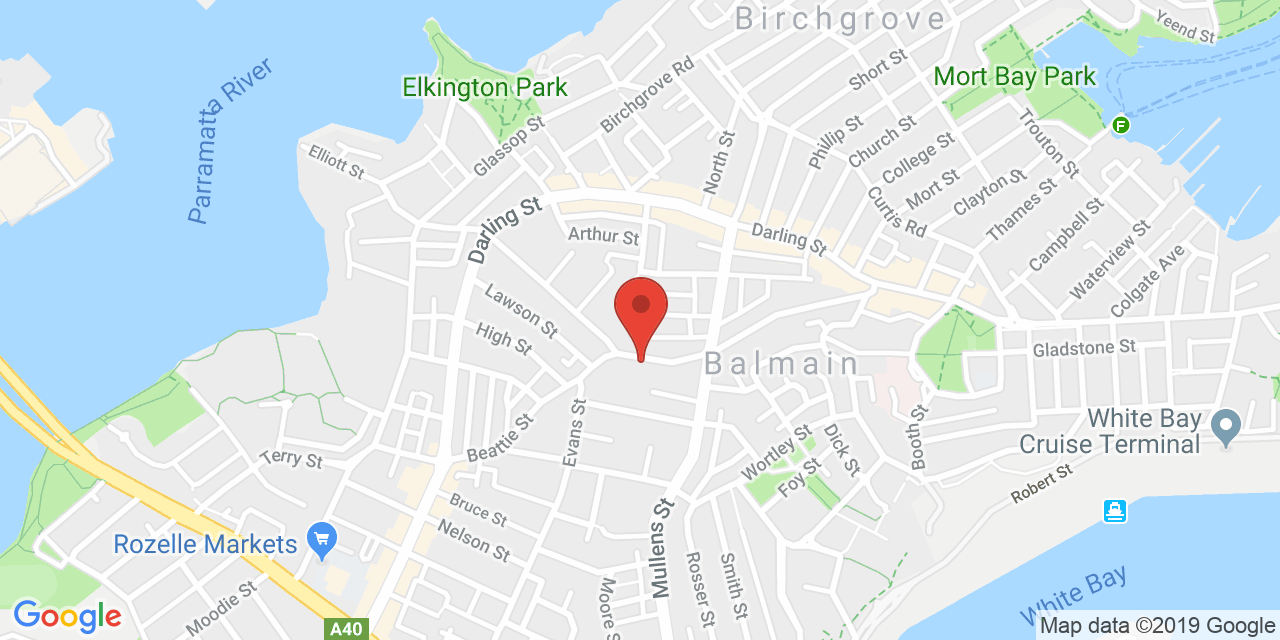 Birchgrove
Yeend St
Short St
Elkington Park
Mort Bay Park
Birchgrove Rd
F
Parramatta River
Glassop St
Elliott St
North St
Phillip St
Church St
College St
Trouton St
Mort St
Clayton St
Thames St
Curtis Rd
Campbell St
Waterview St
Colgate Ave
Darling St
Arthur St
Darling St
Lawson St
High St
Balmain
Gladstone St
Evans St
Beattie St
Terry St
Wortley St
Dick St
Booth St
White Bay
Cruise Terminal
Foy St
Robert St
Bruce St
Nelson St
Mullens St
Rozelle Markets
Rosser St
Smith St
Moore S
Moodie St
White Bay
A40
Google
Map data ©2019 Google